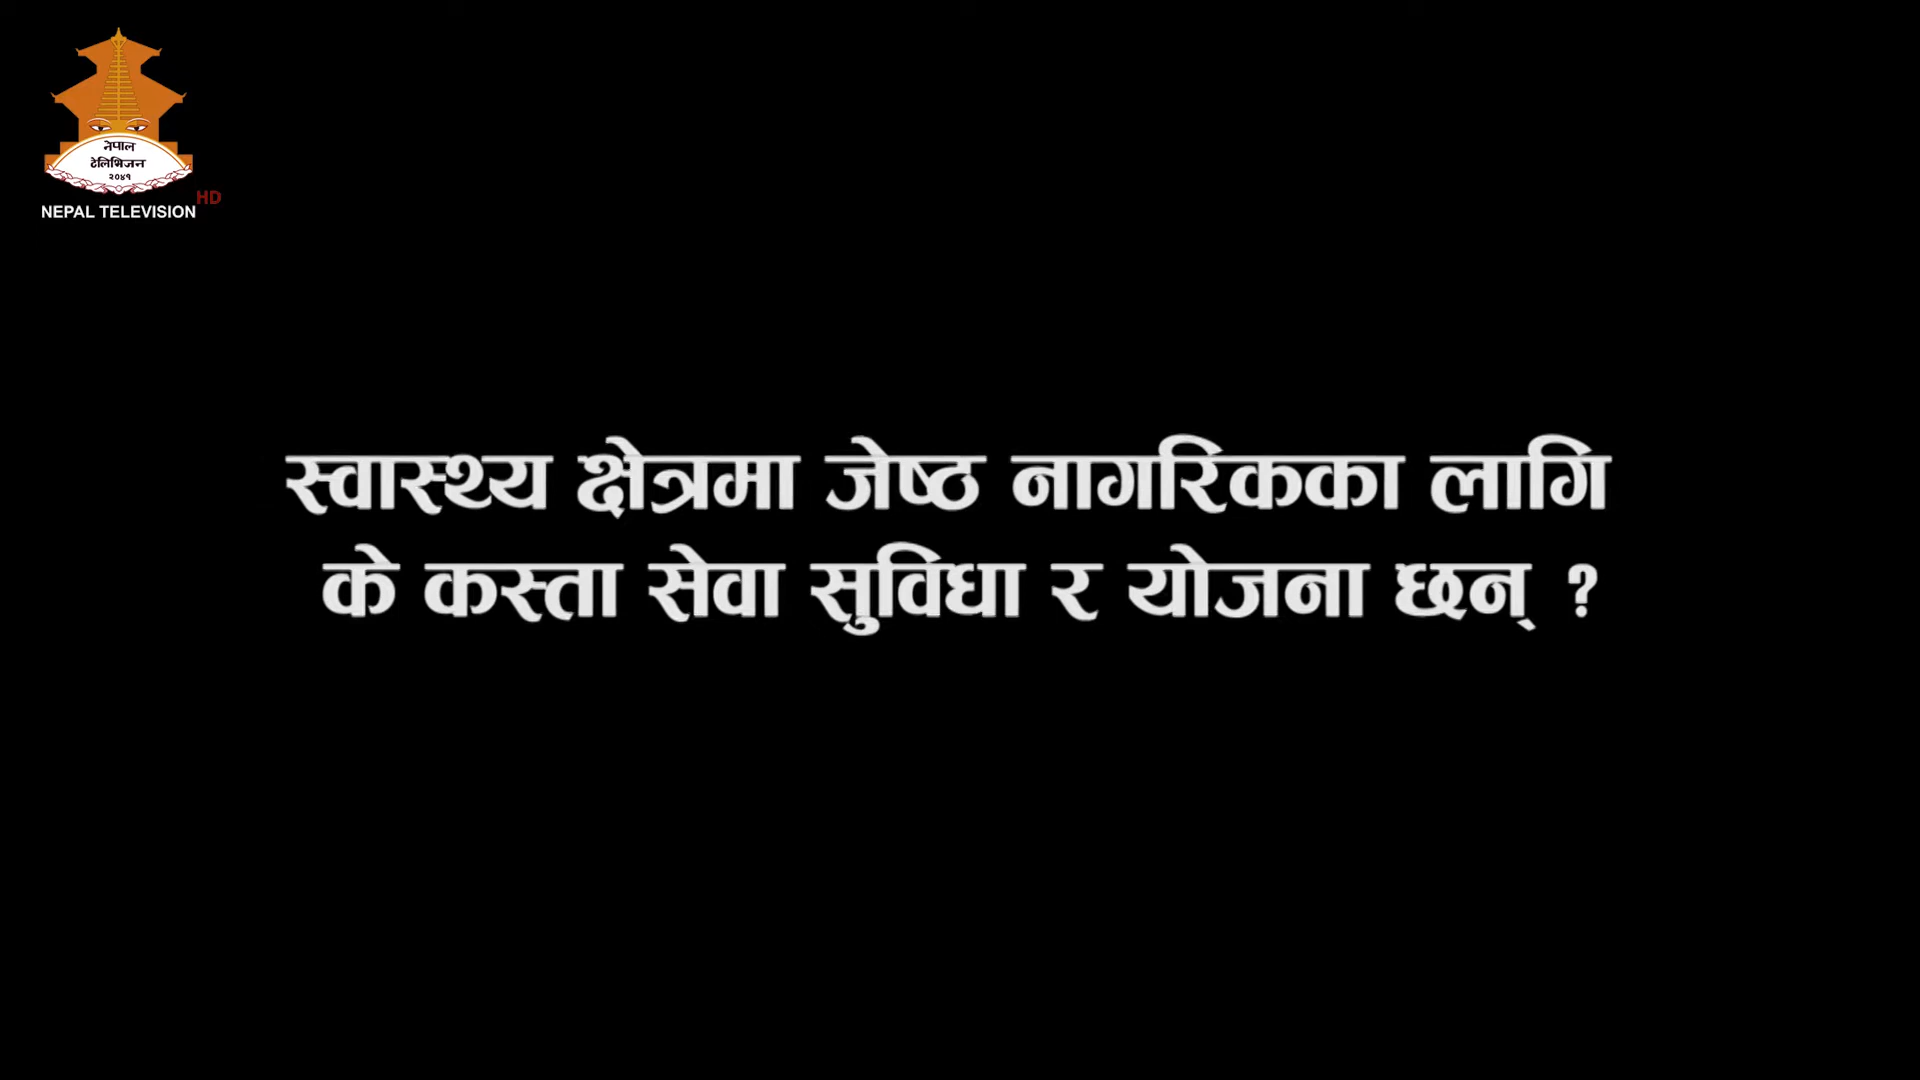 नेपाल
टेलिभिजन
२०४१
HD
NEPAL TELEVISION
स्वास्थ्य क्षेत्रमा जेष्ठ नागरिकका लागि
के कस्ता सेवा सुविधा र योजना छन् ?